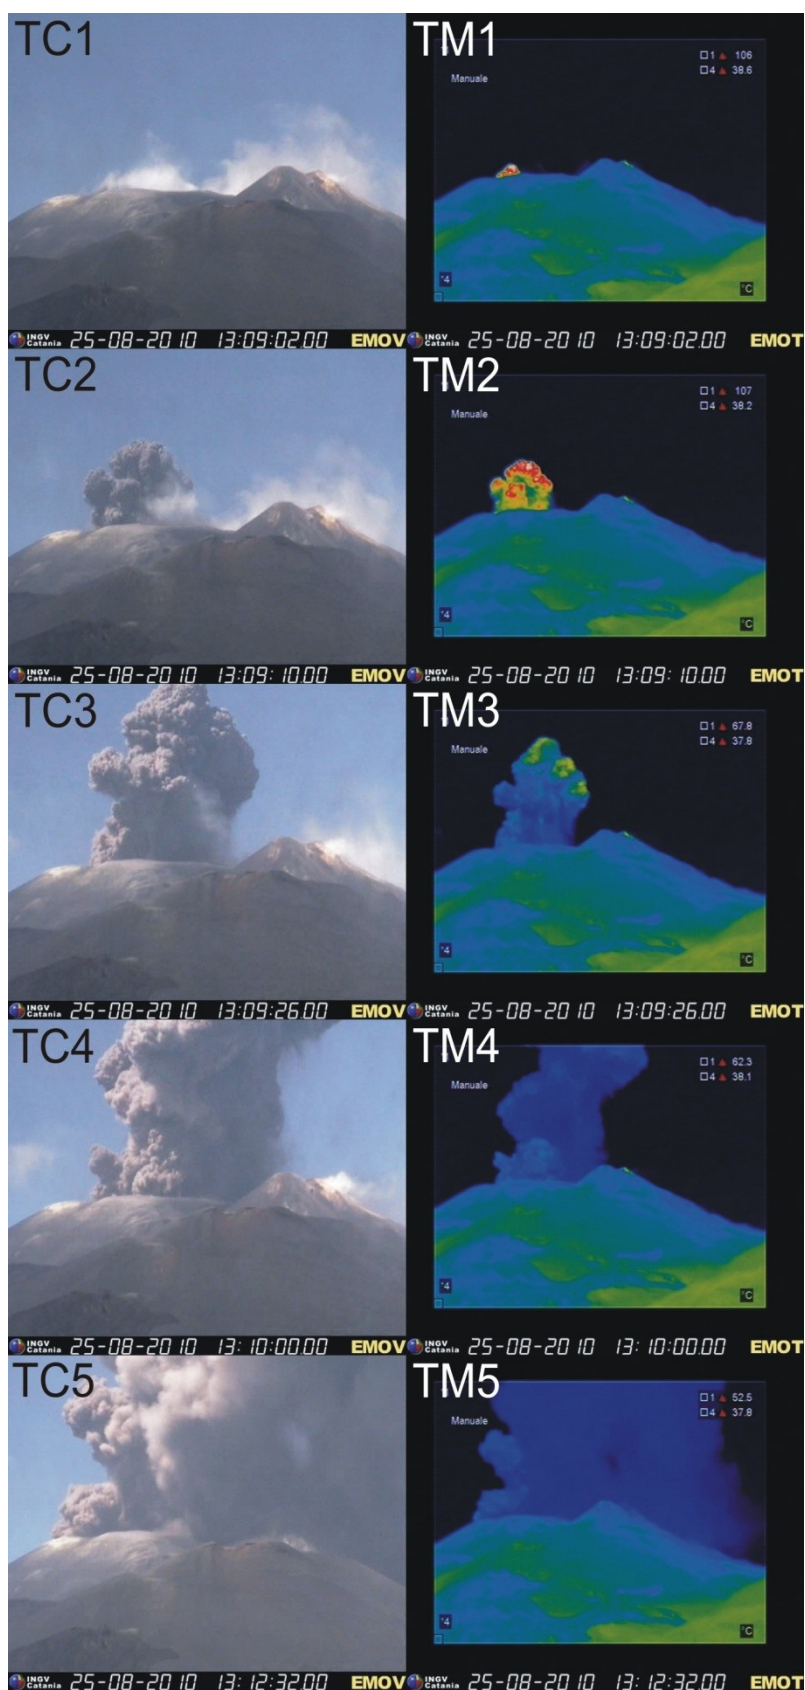 TC1 TM1
□1 ▲ 106
□4 ▲ 38.6
Manuale
°4
°C
INGV Catania 25-08-2010 13:09:02.00 EMOV INGV Catania 25-08-2010 13:09:02.00 EMOT
TC2 TM2
□1 ▲ 107
□4 ▲ 38.2
Manuale
°4
°C
INGV Catania 25-08-2010 13:09:10.00 EMOV INGV Catania 25-08-2010 13:09:10.00 EMOT
TC3 TM3
□1 ▲ 67.8
□4 ▲ 37.8
Manuale
°4
°C
INGV Catania 25-08-2010 13:09:26.00 EMOV INGV Catania 25-08-2010 13:09:26.00 EMOT
TC4 TM4
□1 ▲ 62.3
□4 ▲ 38.1
Manuale
°4
°C
INGV Catania 25-08-2010 13:10:00.00 EMOV INGV Catania 25-08-2010 13:10:00.00 EMOT
TC5 TM5
□1 ▲ 52.5
□4 ▲ 37.8
Manuale
°4
°C
INGV Catania 25-08-2010 13:12:32.00 EMOV INGV Catania 25-08-2010 13:12:32.00 EMOT